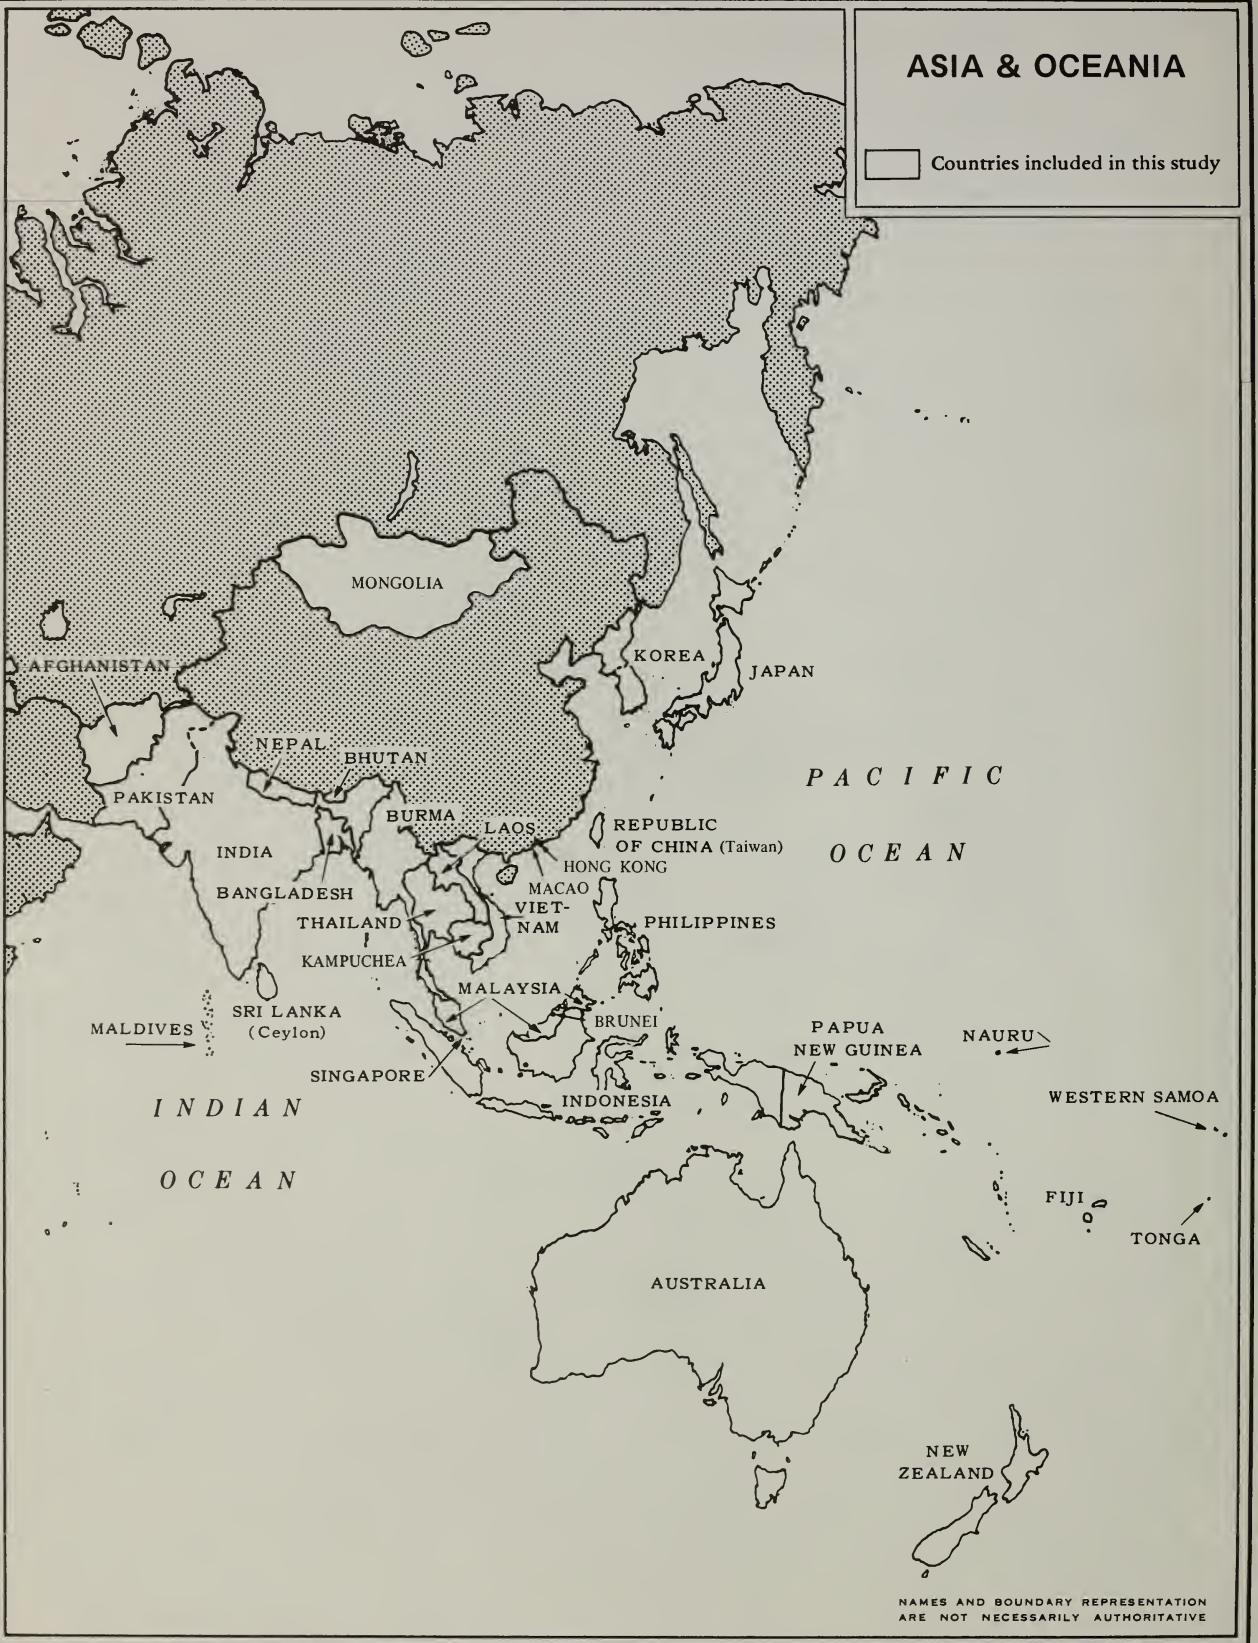 ASIA & OCEANIA
Countries included in this study
MONGOLIA
AFGHANISTAN
KOREA
JAPAN
NEPAL
BHUTAN
PACIFIC
PAKISTAN
BURMA
LAOS
REPUBLIC
OF CHINA (Taiwan)
INDIA
OCEAN
HONG KONG
BANGLADESH
MACAO
VIET-
NAM
THAILAND
PHILIPPINES
KAMPUCHEA
MALAYSIA
SRI LANKA
(Ceylon)
MALDIVES
BRUNEI
PAPUA
NEW GUINEA
NAURU
SINGAPORE
INDONESIA
WESTERN SAMOA
INDIAN
OCEAN
FIJI
TONGA
AUSTRALIA
NEW
ZEALAND
NAMES AND BOUNDARY REPRESENTATION
ARE NOT NECESSARILY AUTHORITATIVE